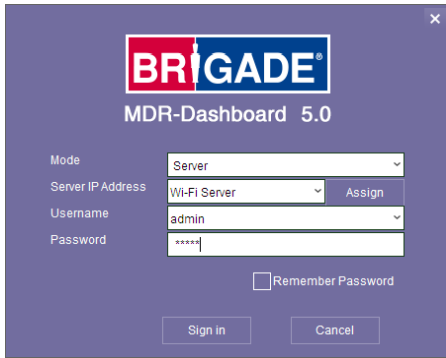 BRIGADE®
MDR-Dashboard 5.0
Mode Server
Server IP Address Wi-Fi Server Assign
Username admin
Password *****
Remember Password
Sign in Cancel